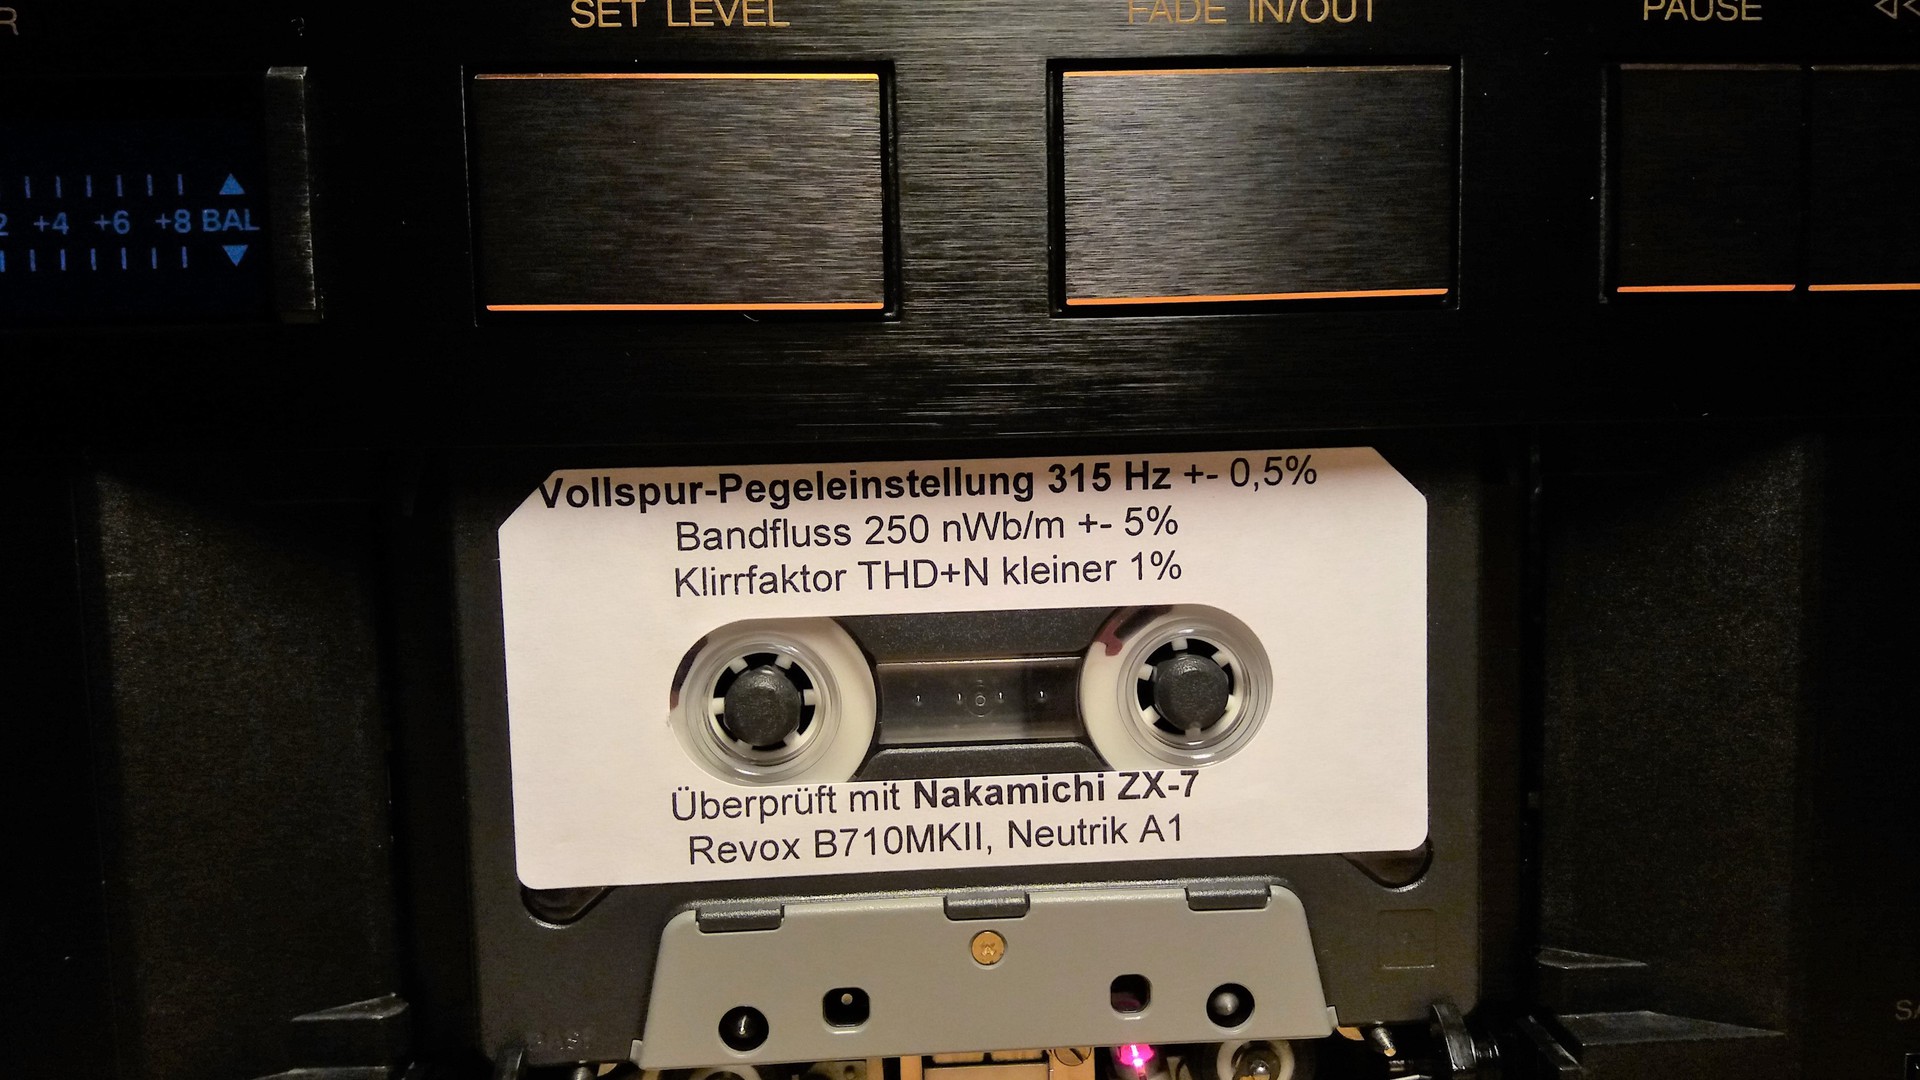 SET LEVEL
FADE IN/OUT
PAUSE
+4 +6 +8 BAL
Vollspur-Pegeleinstellung 315 Hz +- 0,5%
Bandfluss 250 nWb/m +- 5%
Klirrfaktor THD+N kleiner 1%
Überprüft mit Nakamichi ZX-7
Revox B710MKII, Neutrik A1